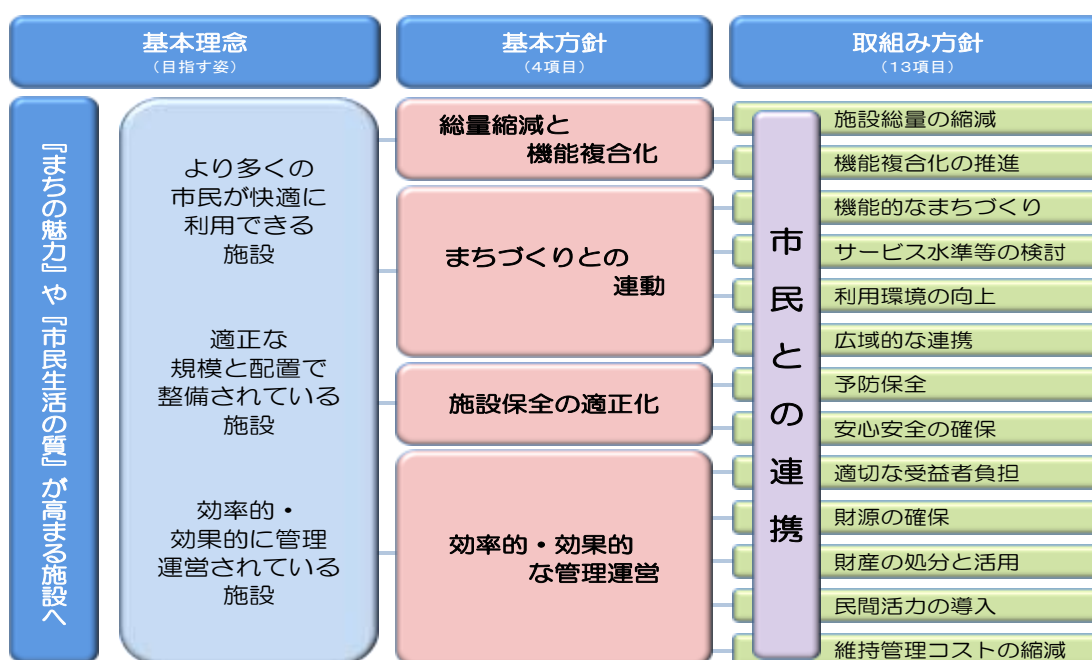 基本理念
（目指す姿）
基本方針
（4項目）
取組み方針
（13項目）
『まちの魅力』や『市民生活の質』が高まる施設へ
より多くの
市民が快適に
利用できる
施設
適正な
規模と配置で
整備されている
施設
効率的・
効果的に管理
運営されている
施設
総量縮減と
機能複合化
まちづくりとの
連動
施設保全の適正化
効率的・効果的
な管理運営
市民との連携
施設総量の縮減
機能複合化の推進
機能的なまちづくり
サービス水準等の検討
利用環境の向上
広域的な連携
予防保全
安心安全の確保
適切な受益者負担
財源の確保
財産の処分と活用
民間活力の導入
維持管理コストの縮減